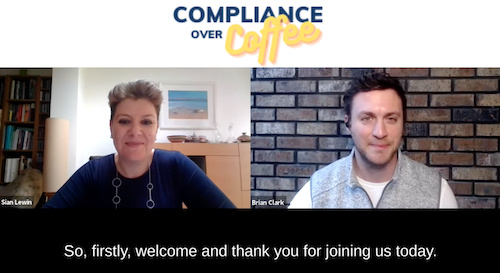 COMPLIANCE
OVER Coffee
Sian Lewin
Brian Clark
So, firstly, welcome and thank you for joining us today.